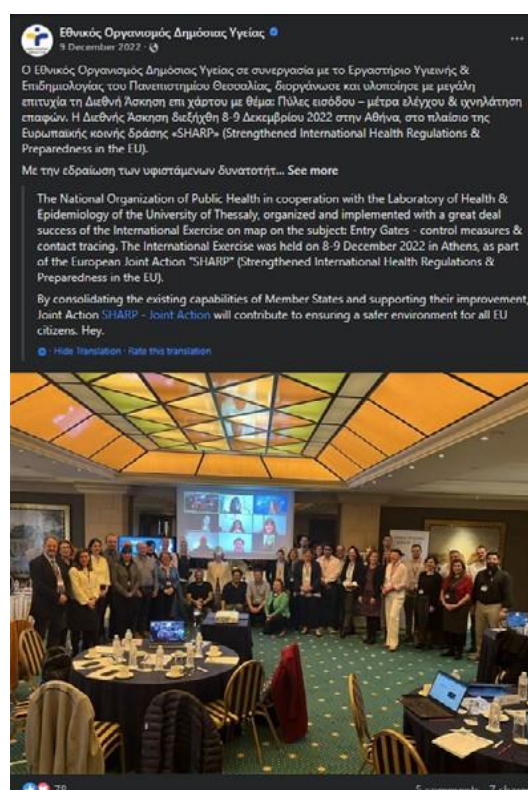 Εθνικός Οργανισμός Δημόσιας Υγείας
9 December 2022 ·
Ο Εθνικός Οργανισμός Δημόσιας Υγείας σε συνεργασία με το Εργαστήριο Υγιεινής &
Επιδημιολογίας του Πανεπιστημίου Θεσσαλίας, διοργάνωσε και υλοποίησε με μεγάλη
επιτυχία τη Διεθνή Άσκηση επι χάρτου με θέμα: Πύλες εισόδου – μέτρα ελέγχου & ιχνηλάτηση
επαφών. Η Διεθνής Άσκηση διεξήχθη 8-9 Δεκεμβρίου 2022 στην Αθήνα, στο πλαίσιο της
Ευρωπαϊκής κοινής δράσης «SHARP» (Strengthened International Health Regulations &
Preparedness in the EU).
Με την εδραίωση των υφιστάμενων δυνατοτήτ... See more
The National Organization of Public Health in cooperation with the Laboratory of Health &
Epidemiology of the University of Thessaly, organized and implemented with a great deal
success of the International Exercise on map on the subject: Entry Gates - control measures &
contact tracing. The International Exercise was held on 8-9 December 2022 in Athens, as part
of the European Joint Action "SHARP" (Strengthened International Health Regulations &
Preparedness in the EU).
By consolidating the existing capabilities of Member States and supporting their improvement,
Joint Action SHARP - Joint Action will contribute to ensuring a safer environment for all EU
citizens. Hey.
· Hide Translation · Rate this translation
78
5 comments 7 shares